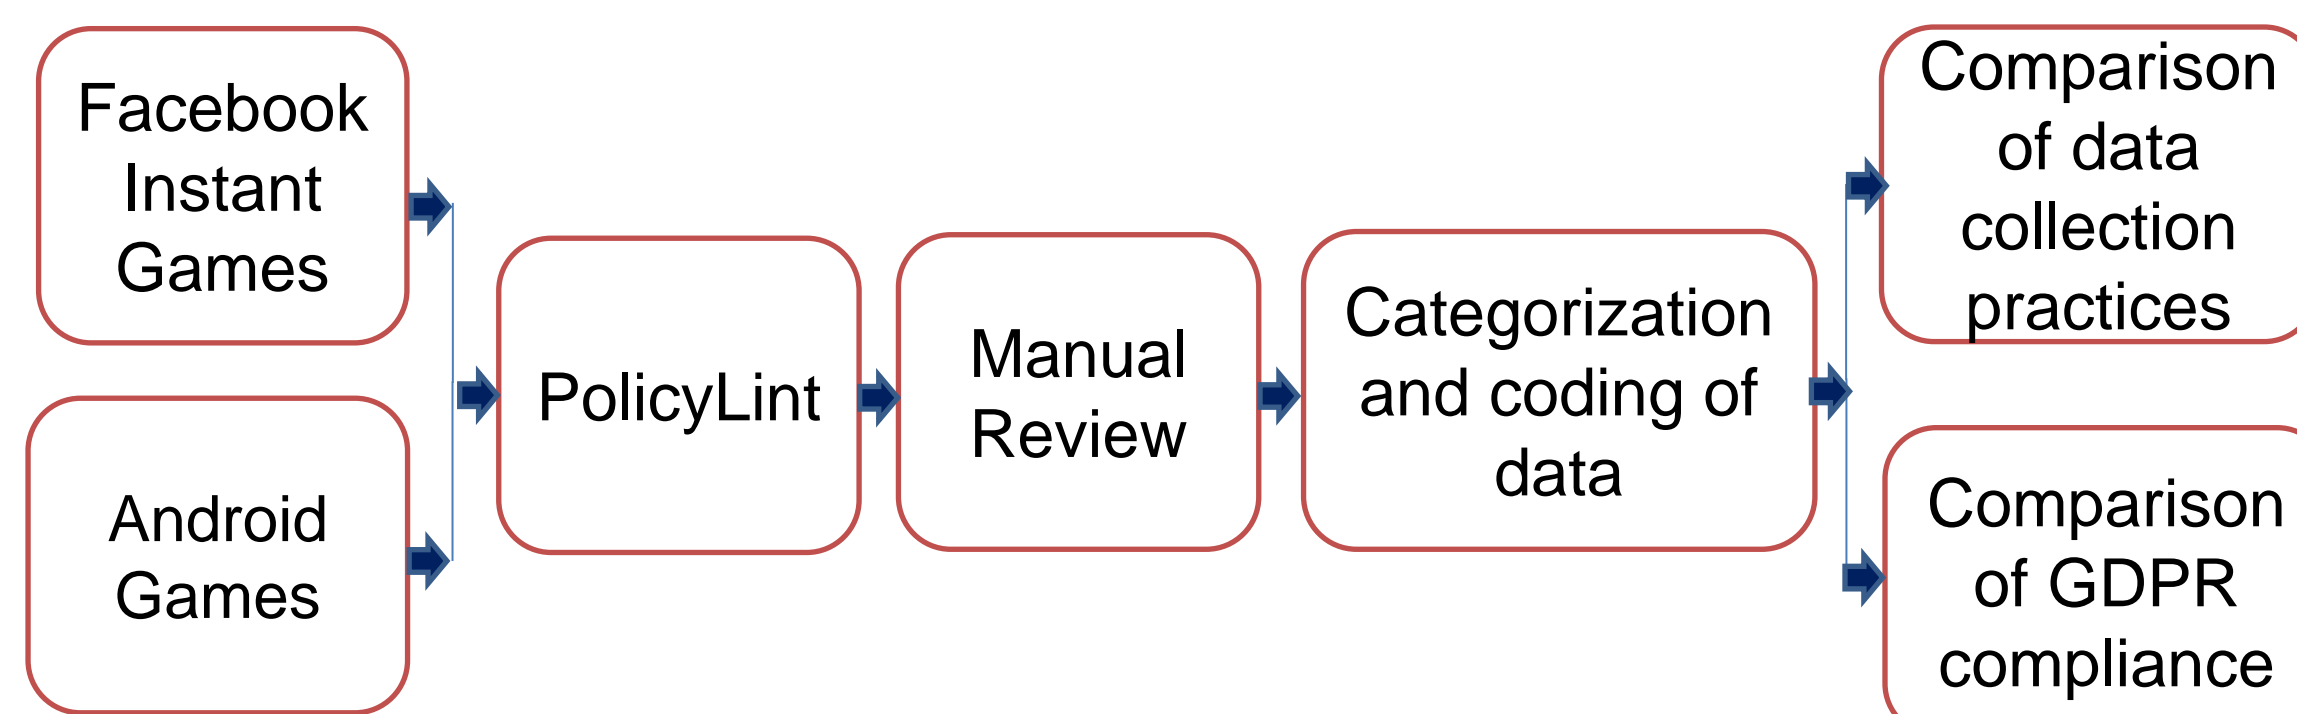 Facebook
Instant
Games
Android
Games
PolicyLint
Manual
Review
Categorization
and coding of
data
Comparison
of data
collection
practices
Comparison
of GDPR
compliance